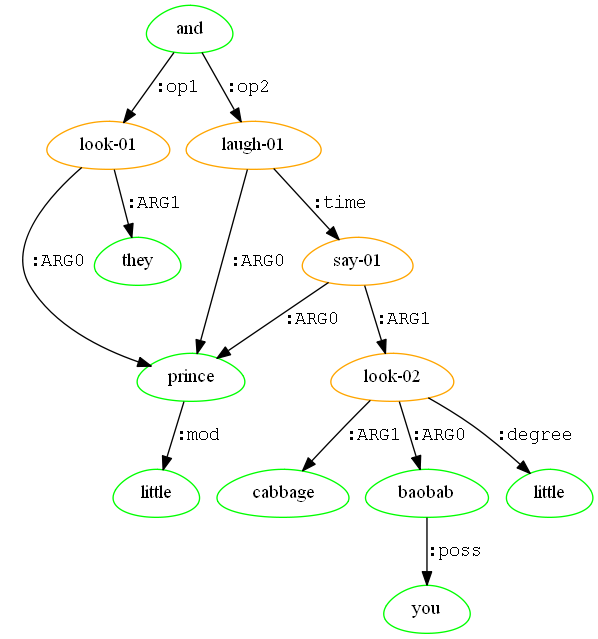 and
:op1 :op2
look-01 laugh-01
:ARG1 :time
they say-01
:ARG0 :ARG0
:ARG0 :ARG1
prince look-02
:mod :ARG1 :ARG0 :degree
little cabbage baobab little
:poss
you